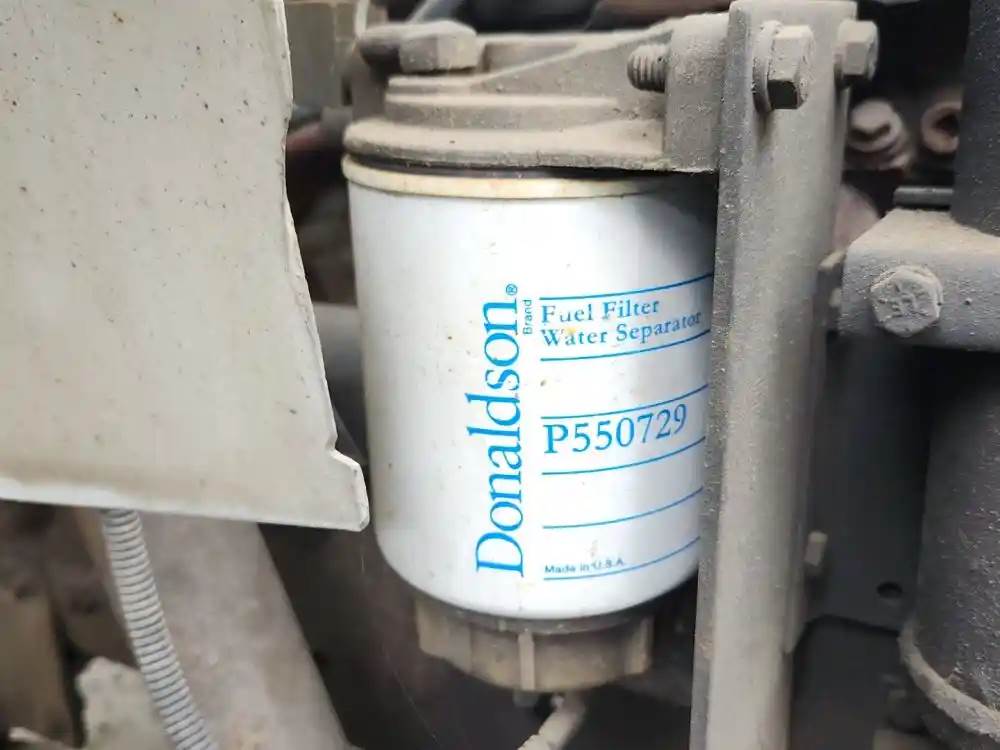 Donaldson®
Brand
Fuel Filter
Water Separator
P550729
Made in U.S.A.